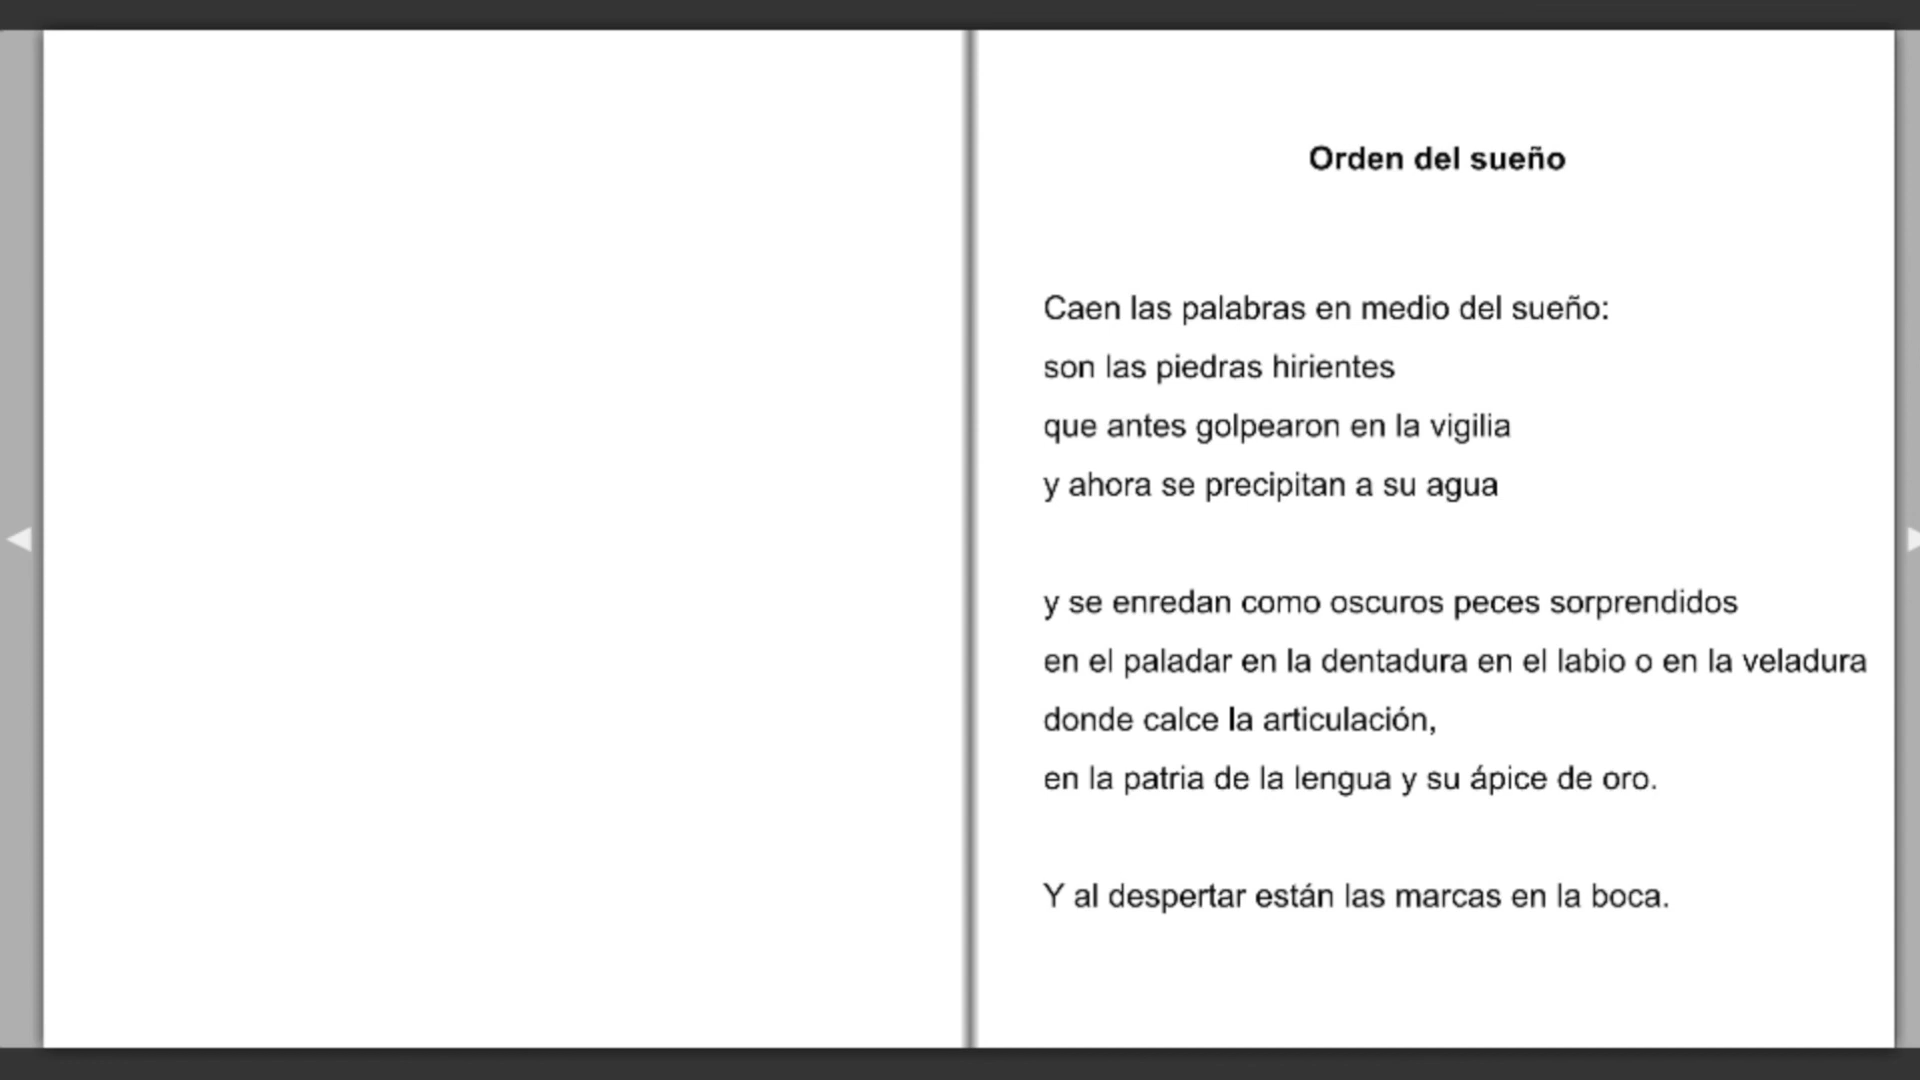 Orden del sueño
Caen las palabras en medio del sueño:
son las piedras hirientes
que antes golpearon en la vigilia
y ahora se precipitan a su agua
y se enredan como oscuros peces sorprendidos
en el paladar en la dentadura en el labio o en la veladura
donde calce la articulación,
en la patria de la lengua y su ápice de oro.
Y al despertar están las marcas en la boca.